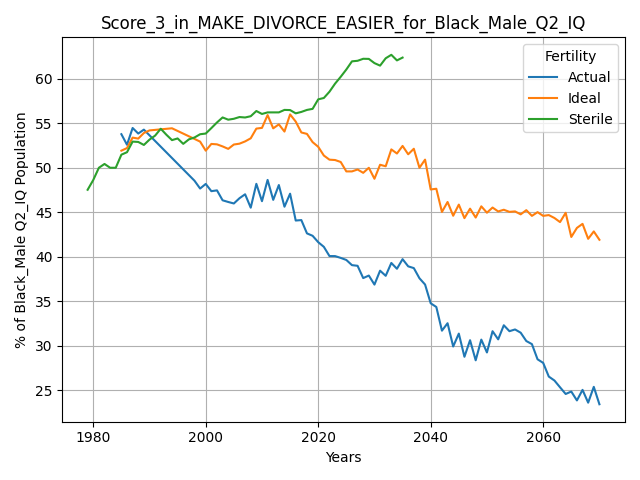 Score_3_in_MAKE_DIVORCE_EASIER_for_Black_Male_Q2_IQ
Fertility
Actual
Ideal
Sterile
% of Black_Male Q2_IQ Population
60
55
50
45
40
35
30
25
1980
2000
2020
2040
2060
Years